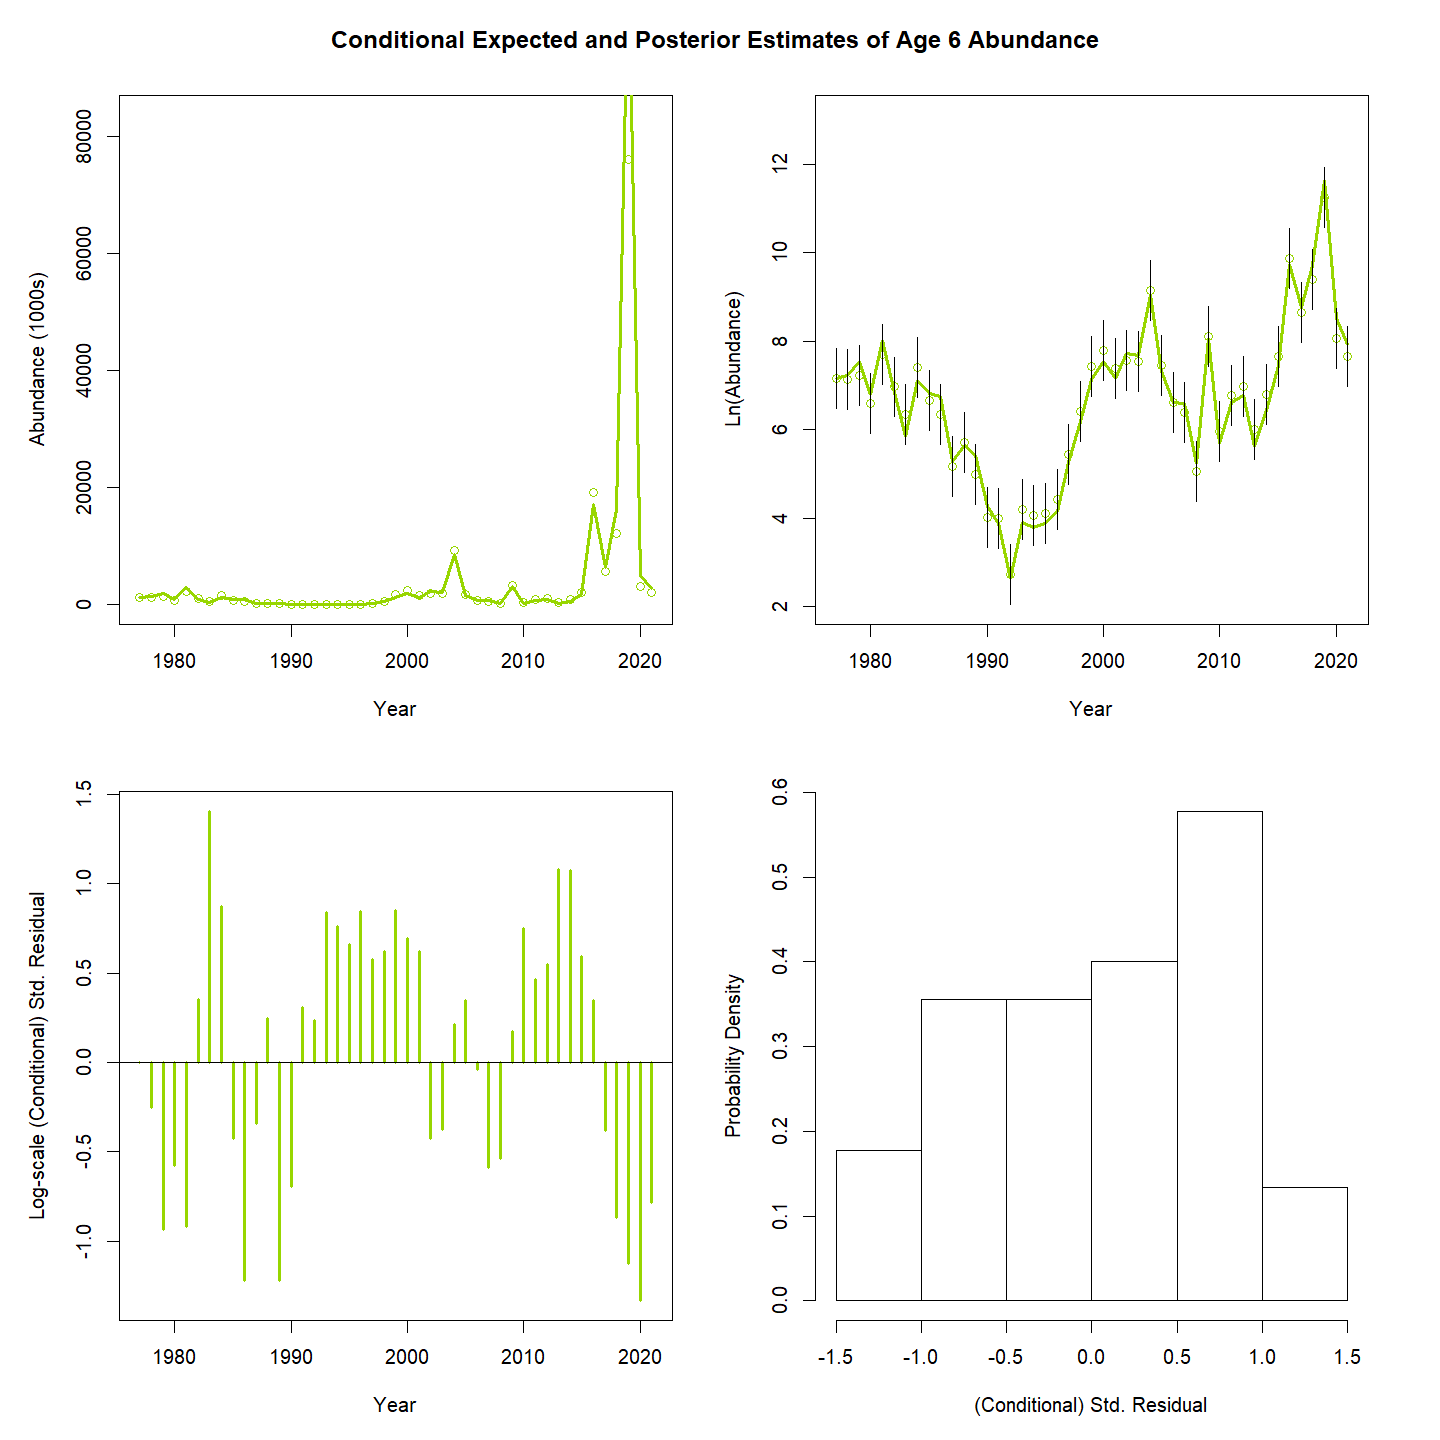 Conditional Expected and Posterior Estimates of Age 6 Abundance
Abundance (1000s)
80000
60000
40000
20000
0
1980 1990 2000 2010 2020
Year
Ln(Abundance)
12
10
8
6
4
2
1980 1990 2000 2010 2020
Year
Log-scale (Conditional) Std. Residual
1.5
1.0
0.5
0.0
-0.5
-1.0
1980 1990 2000 2010 2020
Year
Probability Density
0.6
0.5
0.4
0.3
0.2
0.1
0.0
-1.5 -1.0 -0.5 0.0 0.5 1.0 1.5
(Conditional) Std. Residual